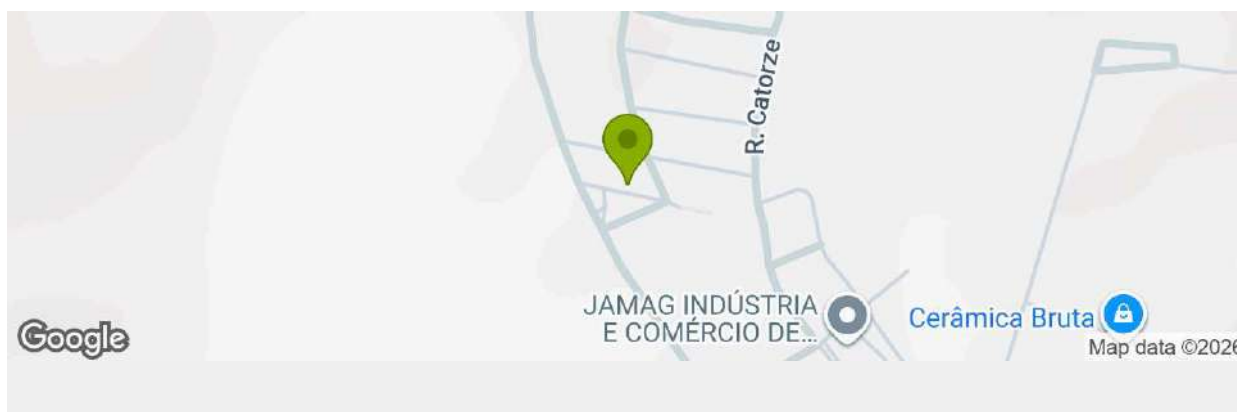 R. Catorze
JAMAG INDÚSTRIA
E COMÉRCIO DE...
Cerâmica Bruta
Google
Map data ©2026